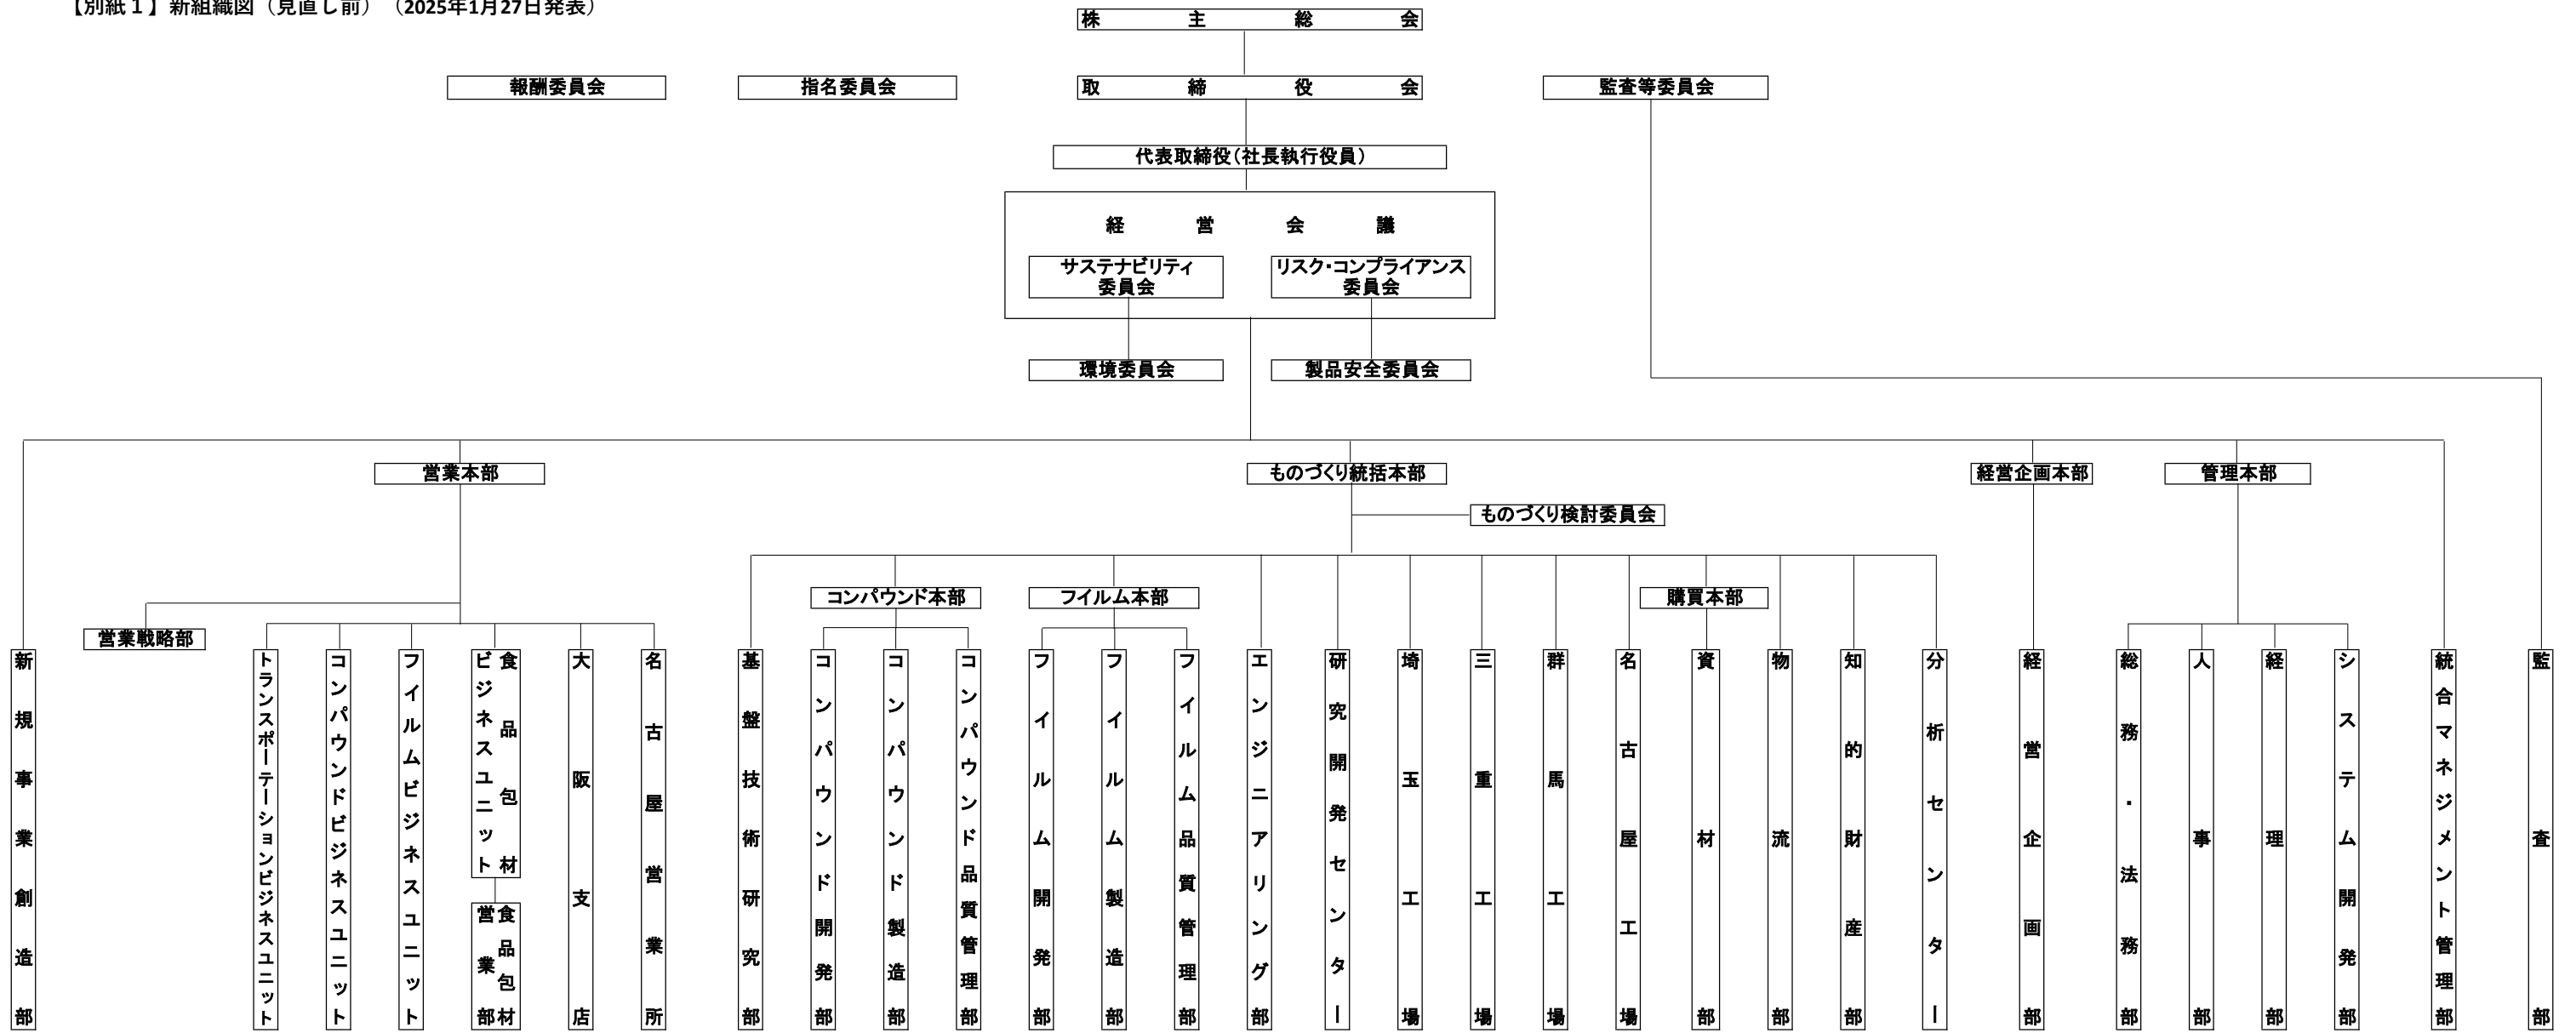 【別紙１】新組織図（見直し前）（2025年1月27日発表）
株主総会
報酬委員会
指名委員会
取締役会
監査等委員会
代表取締役（社長執行役員）
経営会議
サステナビリティ
委員会
リスク・コンプライアンス
委員会
環境委員会
製品安全委員会
営業本部
ものづくり統括本部
経営企画本部
管理本部
ものづくり検討委員会
コンパウンド本部
フイルム本部
購買本部
営業戦略部
新規事業創造部
トランスポーテーションビジネスユニット
コンパウンドビジネスユニット
フイルムビジネスユニット
食品包材
ビジネスユニット
食品包材
営業部
大阪支店
名古屋営業所
基盤技術研究部
コンパウンド開発部
コンパウンド製造部
コンパウンド品質管理部
フイルム開発部
フイルム製造部
フイルム品質管理部
エンジニアリング部
研究開発センター
埼玉工場
三重工場
群馬工場
名古屋工場
資材部
物流部
知的財産部
分析センター
経営企画部
総務・法務部
人事部
経理部
システム開発部
統合マネジメント管理部
監査部